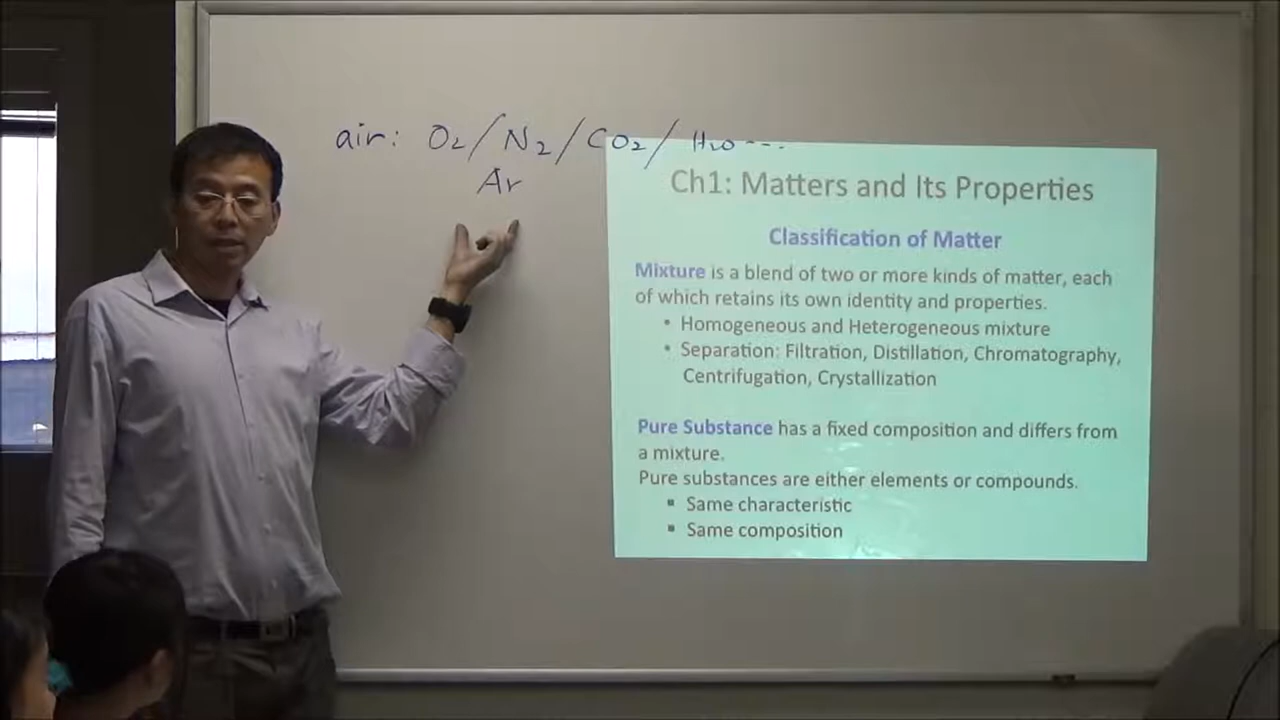 air: O2/N2/CO2/H2O---
Ar
Ch1: Matters and Its Properties
Classification of Matter
Mixture is a blend of two or more kinds of matter, each
of which retains its own identity and properties.
• Homogeneous and Heterogeneous mixture
• Separation: Filtration, Distillation, Chromatography,
Centrifugation, Crystallization
Pure Substance has a fixed composition and differs from
a mixture.
Pure substances are either elements or compounds.
▪ Same characteristic
▪ Same composition